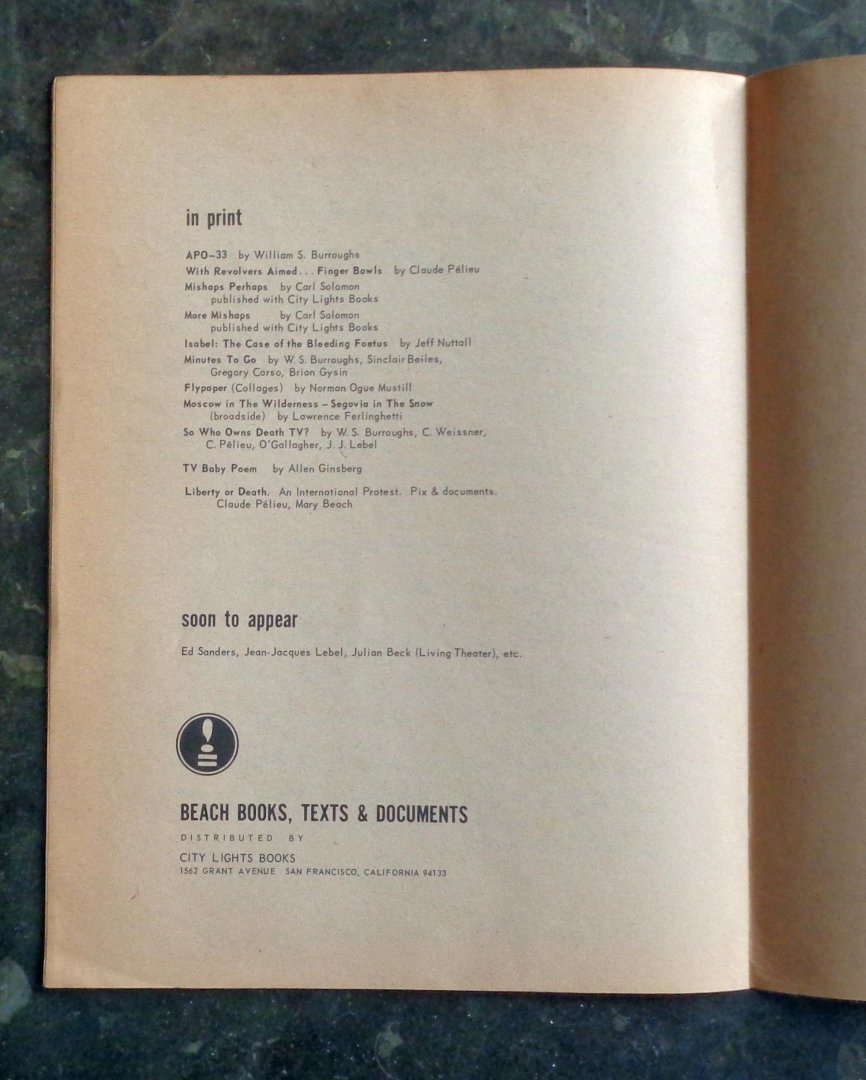 in print
APO-33 by William S. Burroughs
With Revolvers Aimed... Finger Bowls by Claude Pélieu
Mishaps Perhaps by Carl Solomon
published with City Lights Books
More Mishaps by Carl Solomon
published with City Lights Books
Isabel: The Case of the Bleeding Foetus by Jeff Nuttall
Minutes To Go by W. S. Burroughs, Sinclair Beiles,
Gregory Corso, Brion Gysin
Flypaper (Collages) by Norman Ogue Mustill
Moscow in The Wilderness – Segovia in The Snow
(broadside) by Lawrence Ferlinghetti
So Who Owns Death TV? by W. S. Burroughs, C. Weissner,
C. Pélieu, O'Gallagher, J. J. Lebel
TV Baby Poem by Allen Ginsberg
Liberty or Death. An International Protest. Pix & documents.
Claude Pélieu, Mary Beach
soon to appear
Ed Sanders, Jean-Jacques Lebel, Julian Beck (Living Theater), etc.
BEACH BOOKS, TEXTS & DOCUMENTS
DISTRIBUTED BY
CITY LIGHTS BOOKS
1562 GRANT AVENUE SAN FRANCISCO, CALIFORNIA 94133